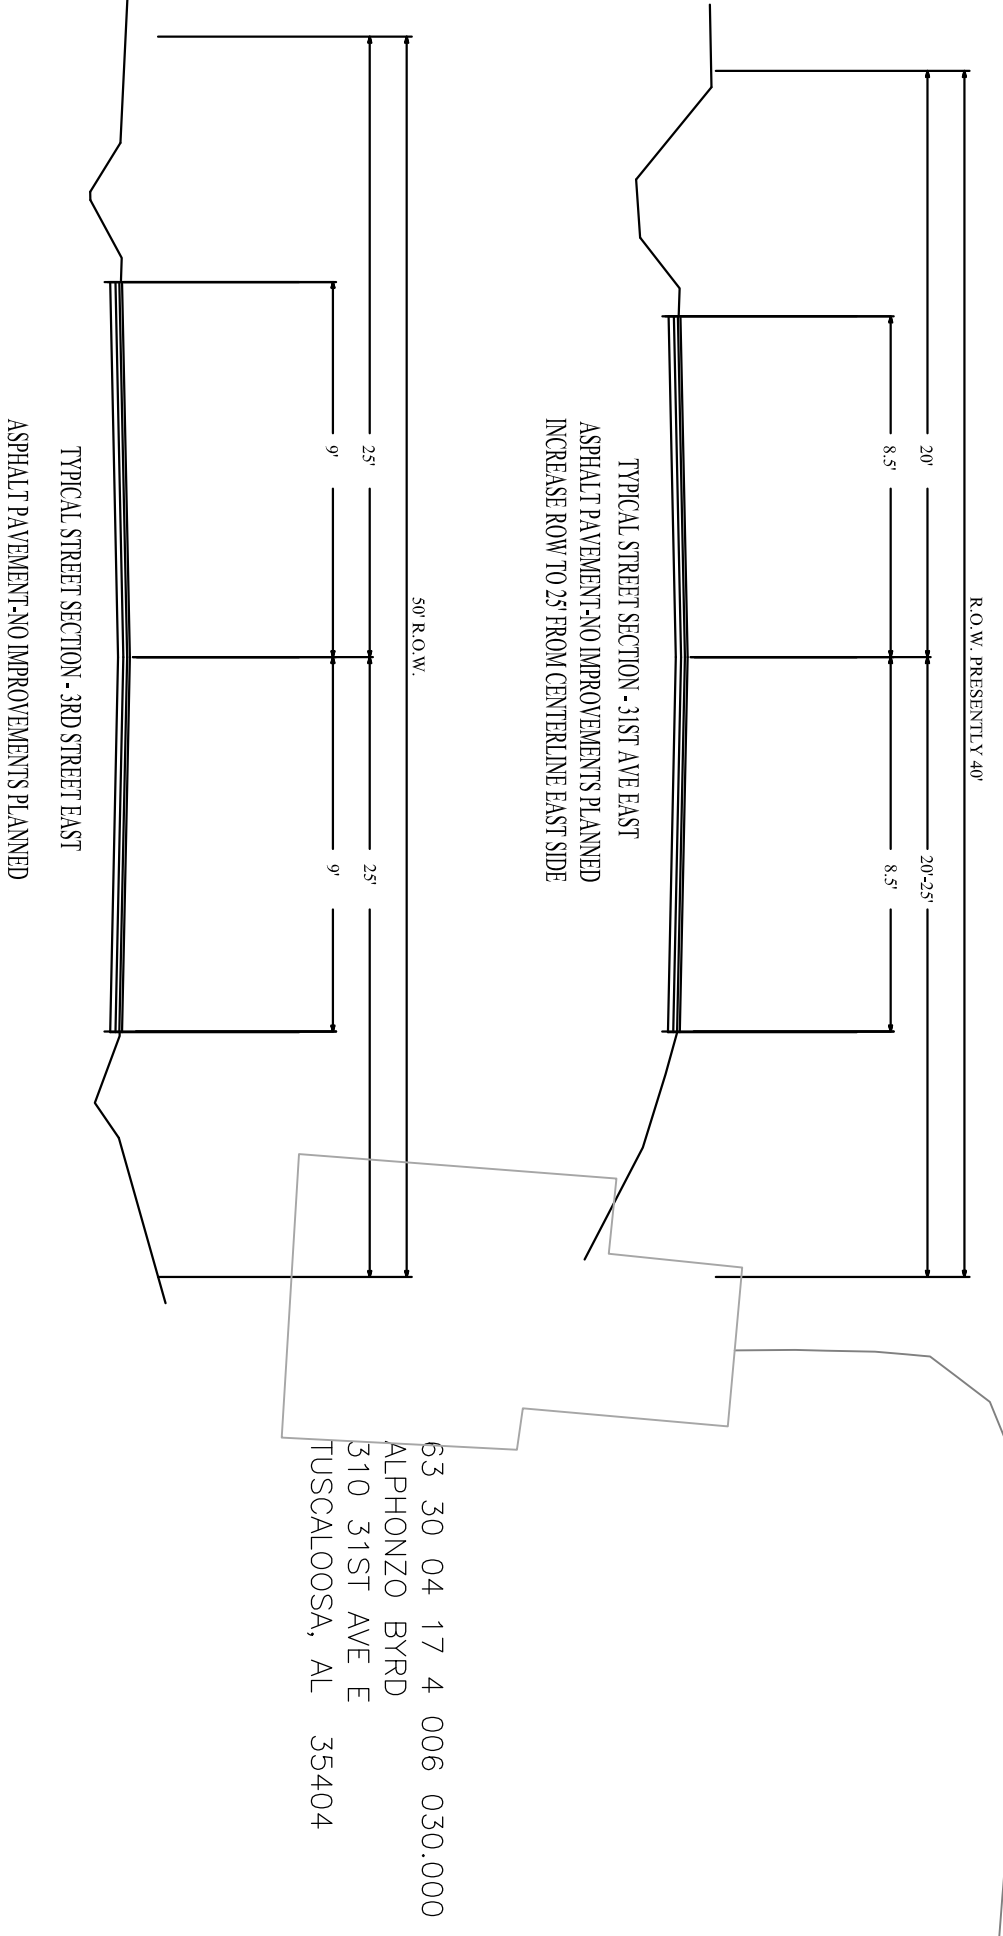 R.O.W. PRESENTLY 40'
20'
20'-25'
8.5'
8.5'
TYPICAL STREET SECTION - 31ST AVE EAST
ASPHALT PAVEMENT-NO IMPROVEMENTS PLANNED
INCREASE ROW TO 25' FROM CENTERLINE EAST SIDE
50' R.O.W.
25'
25'
9'
9'
TYPICAL STREET SECTION - 3RD STREET EAST
ASPHALT PAVEMENT-NO IMPROVEMENTS PLANNED
63 30 04 17 4 006 030.000
ALPHONZO BYRD
310 31ST AVE E
TUSCALOOSA, AL 35404